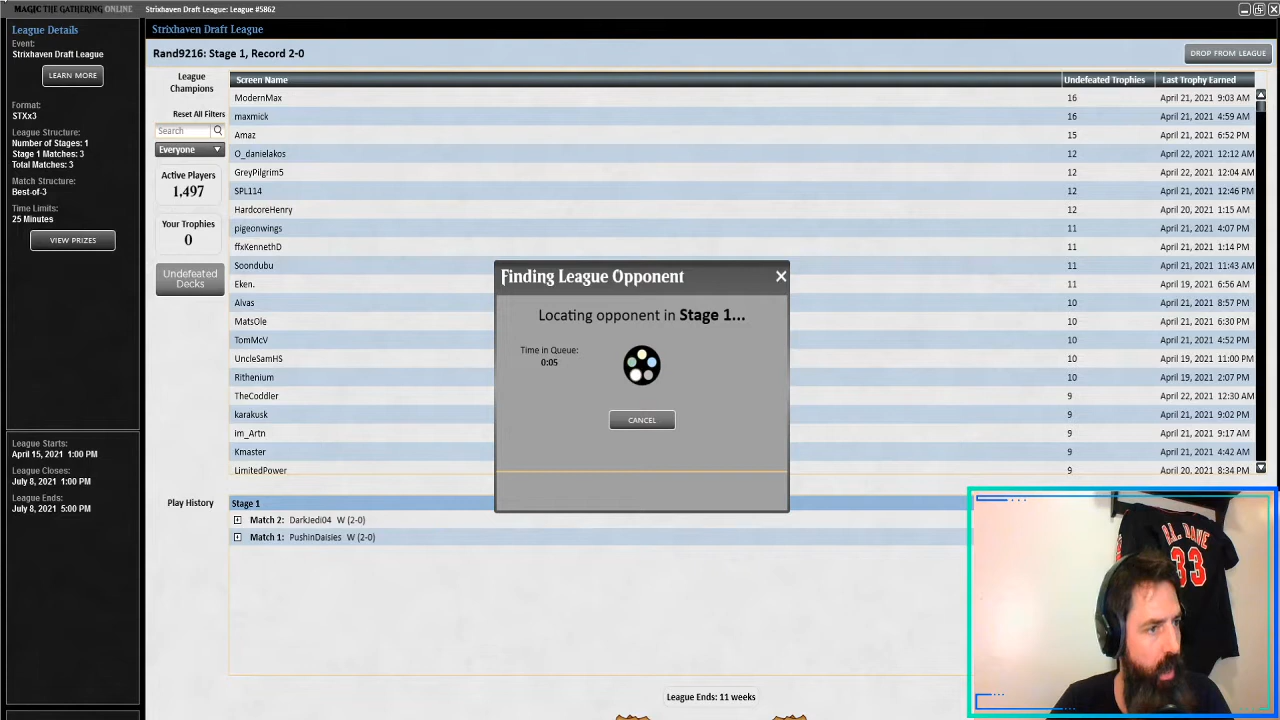 MAGIC THE GATHERING ONLINE
Strixhaven Draft League: League #5862
League Details
Event:
Strixhaven Draft League
LEARN MORE
Format:
STXx3
League Structure:
Number of Stages: 1
Stage 1 Matches: 3
Total Matches: 3
Match Structure:
Best-of-3
Time Limits:
25 Minutes
VIEW PRIZES
League Starts:
April 15, 2021 1:00 PM
League Closes:
July 8, 2021 1:00 PM
League Ends:
July 8, 2021 5:00 PM
Strixhaven Draft League
Rand9216: Stage 1, Record 2-0
DROP FROM LEAGUE
League
Champions
Reset All Filters
Search
Everyone
Active Players
1,497
Your Trophies
0
Undefeated
Decks
Screen Name Undefeated Trophies Last Trophy Earned
ModernMax 16 April 21, 2021 9:03 AM
maxmick 16 April 21, 2021 4:59 AM
Amaz 15 April 21, 2021 6:52 PM
O_danielakos 12 April 22, 2021 12:12 AM
GreyPilgrim5 12 April 22, 2021 12:04 AM
SPL114 12 April 21, 2021 12:46 PM
HardcoreHenry 12 April 20, 2021 1:15 AM
pigeonwings 11 April 21, 2021 4:07 PM
ffxKennethD 11 April 21, 2021 1:14 PM
Soondubu 11 April 21, 2021 11:43 AM
Eken. 11 April 19, 2021 6:56 AM
Alvas 10 April 21, 2021 8:57 PM
MatsOle 10 April 21, 2021 6:30 PM
TomMcV 10 April 21, 2021 4:52 PM
UncleSamHS 10 April 19, 2021 11:00 PM
Rithenium 10 April 19, 2021 2:07 PM
TheCoddler 9 April 22, 2021 12:30 AM
karakusk 9 April 21, 2021 9:02 PM
im_Artn 9 April 21, 2021 9:17 AM
Kmaster 9 April 21, 2021 4:42 AM
LimitedPower 9 April 20, 2021 8:34 PM
Finding League Opponent
Locating opponent in Stage 1...
Time in Queue:
0:05
CANCEL
Play History
Stage 1
Match 2: DarkJedi04 W (2-0)
Match 1: PushInDaisies W (2-0)
League Ends: 11 weeks
33